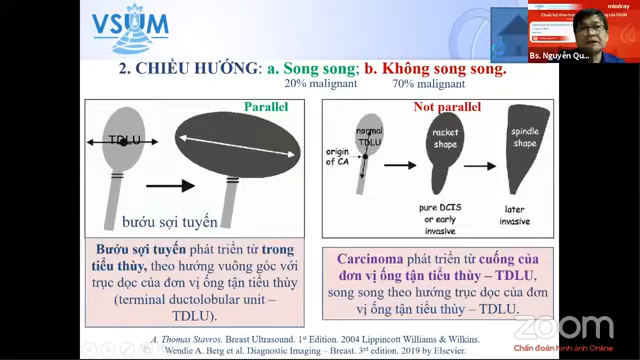 VSUM
mindray
Bs. Nguyễn Qu...
2. CHIỀU HƯỚNG: a. Song song; b. Không song song.
20% malignant
70% malignant
Parallel
TDLU
bướu sợi tuyến
Not parallel
normal
TDLU
origin
of CA
racket
shape
spindle
shape
pure DCIS
or early
invasive
later
invasive
Bướu sợi tuyến phát triển từ trong
tiểu thùy, theo hướng vuông góc với
trục dọc của đơn vị ống tận tiểu thùy
(terminal ductolobular unit –
TDLU).
Carcinoma phát triển từ cuống của
đơn vị ống tận tiểu thùy – TDLU,
song song theo hướng trục dọc của đơn
vị ống tận tiểu thùy – TDLU.
A. Thomas Stavros. Breast Ultrasound. 1st Edition. 2004 Lippincott Williams & Wilkins.
Wendie A. Berg et al. Diagnostic Imaging – Breast. 3rd edition. 2019 by Elsevier.
zoom
Chẩn đoán hình ảnh Online